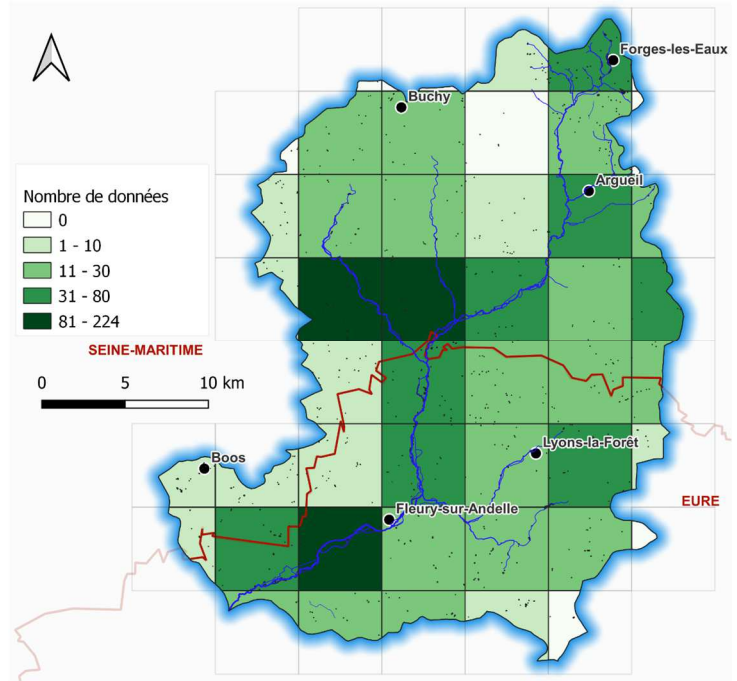 Forges-les-Eaux
Buchy
Argueil
Nombre de données
0
1 - 10
11 - 30
31 - 80
81 - 224
SEINE-MARITIME
0 5 10 km
Boos
Lyons-la-Forêt
EURE
Fleury-sur-Andelle